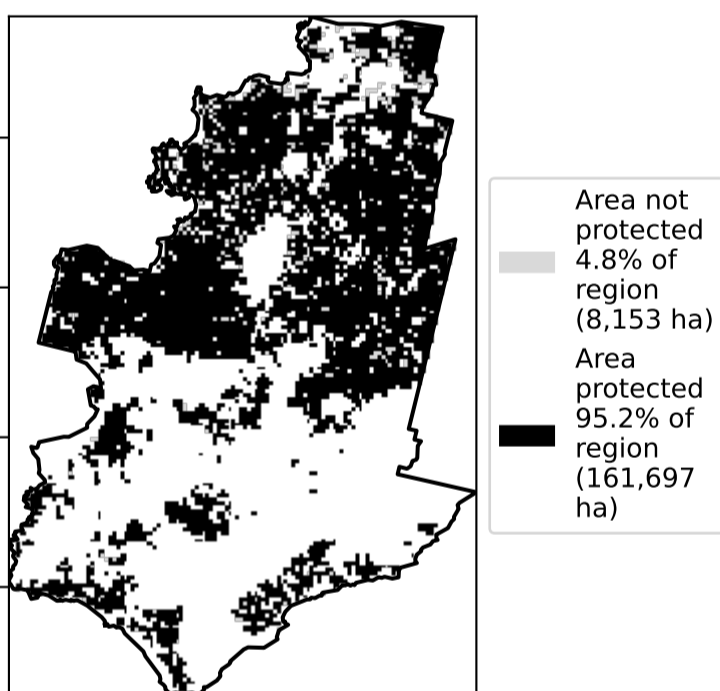 Area not
protected
4.8% of
region
(8,153 ha)
Area
protected
95.2% of
region
(161,697
ha)